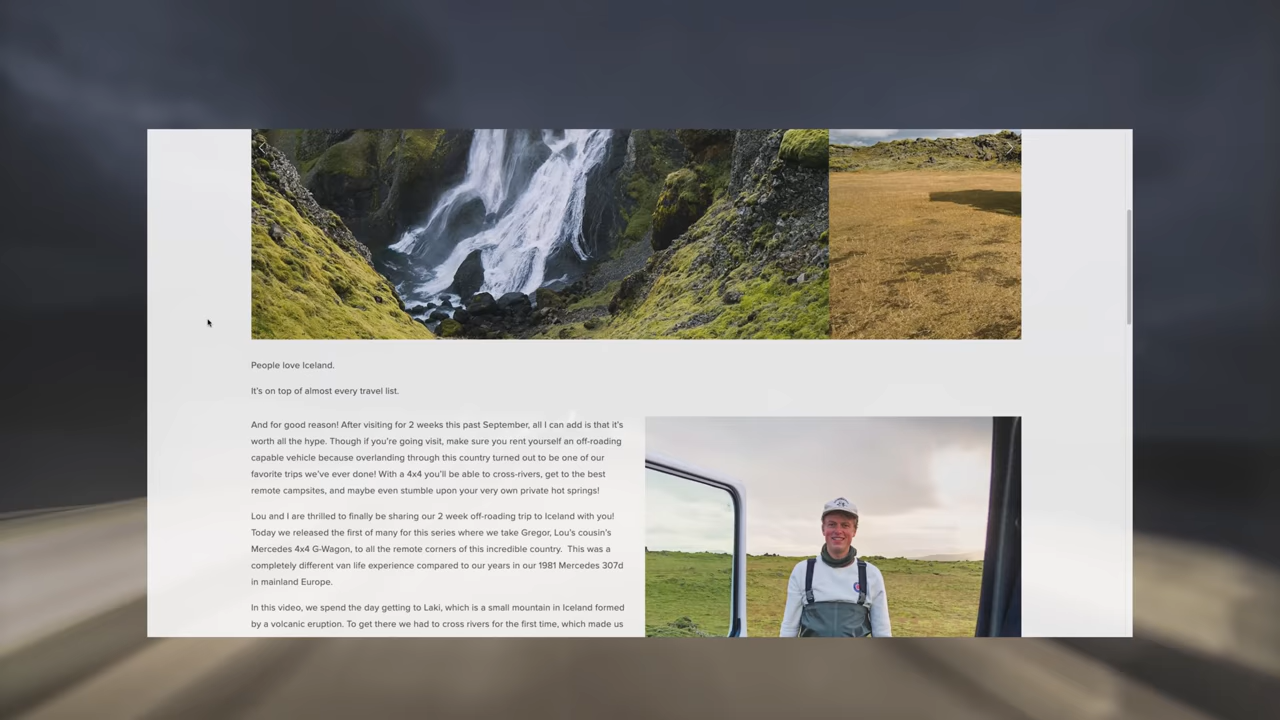 People love Iceland.
It's on top of almost every travel list.
And for good reason! After visiting for 2 weeks this past September, all I can add is that it's
worth all the hype. Though if you're going visit, make sure you rent yourself an off-roading
capable vehicle because overlanding through this country turned out to be one of our
favorite trips we've ever done! With a 4x4 you'll be able to cross-rivers, get to the best
remote campsites, and maybe even stumble upon your very own private hot springs!
Lou and I are thrilled to finally be sharing our 2 week off-roading trip to Iceland with you!
Today we released the first of many for this series where we take Gregor, Lou's cousin's
Mercedes 4x4 G-Wagon, to all the remote corners of this incredible country.  This was a
completely different van life experience compared to our years in our 1981 Mercedes 307d
in mainland Europe.
In this video, we spend the day getting to Laki, which is a small mountain in Iceland formed
by a volcanic eruption. To get there we had to cross rivers for the first time, which made us